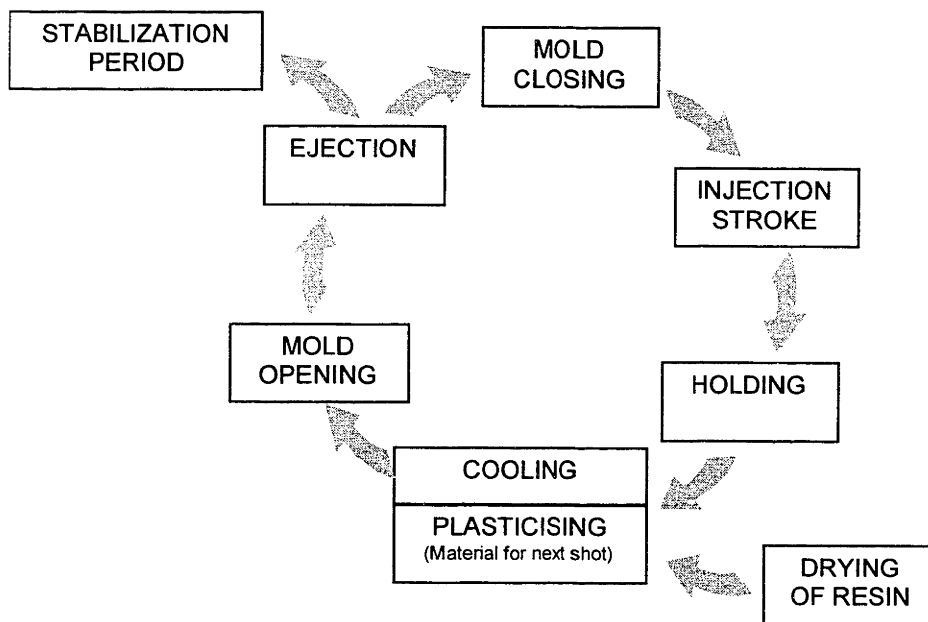 STABILIZATION
PERIOD
MOLD
CLOSING
EJECTION
INJECTION
STROKE
MOLD
OPENING
HOLDING
COOLING
PLASTICISING
(Material for next shot)
DRYING
OF RESIN